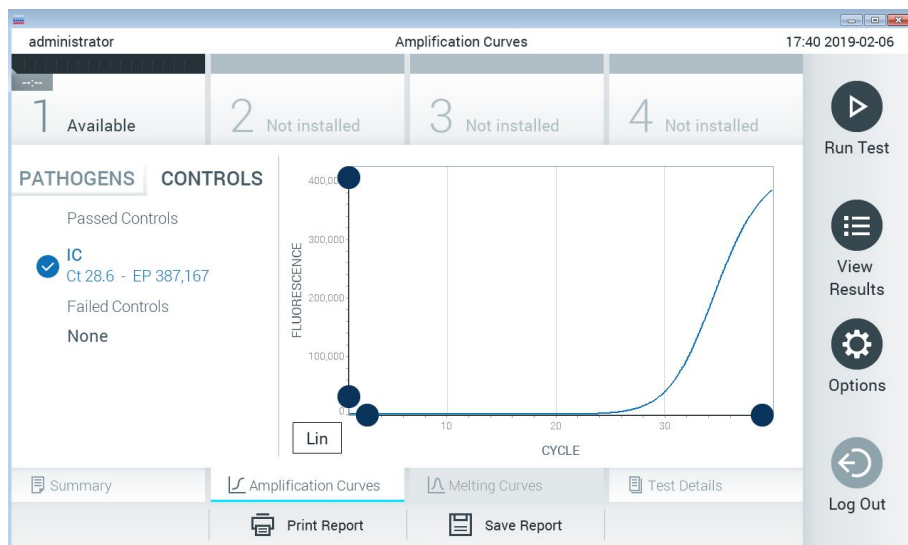 administrator
Amplification Curves
17:40 2019-02-06
--:--
1 Available
2 Not installed
3 Not installed
4 Not installed
Run Test
PATHOGENS CONTROLS
Passed Controls
IC
Ct 28.6 - EP 387,167
Failed Controls
None
FLUORESCENCE
300,000
200,000
100,000
0
10
20
30
CYCLE
Lin
View
Results
Options
Log Out
Summary
Amplification Curves
Melting Curves
Test Details
Print Report
Save Report